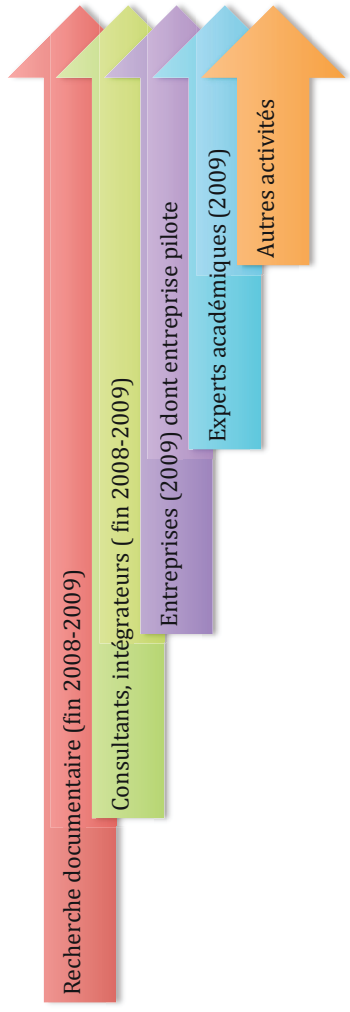 Recherche documentaire (fin 2008-2009)
Consultants, intégrateurs ( fin 2008-2009)
Entreprises (2009) dont entreprise pilote
Experts académiques (2009)
Autres activités